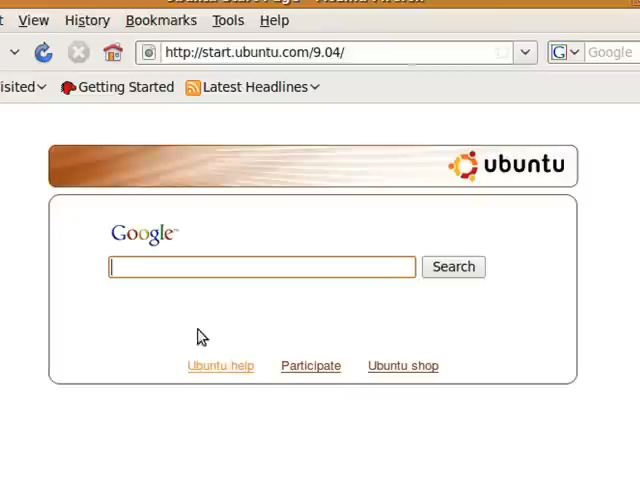 View History Bookmarks Tools Help
http://start.ubuntu.com/9.04/ G Google
isited Getting Started Latest Headlines
ubuntu
Google™
Search
Ubuntu help Participate Ubuntu shop